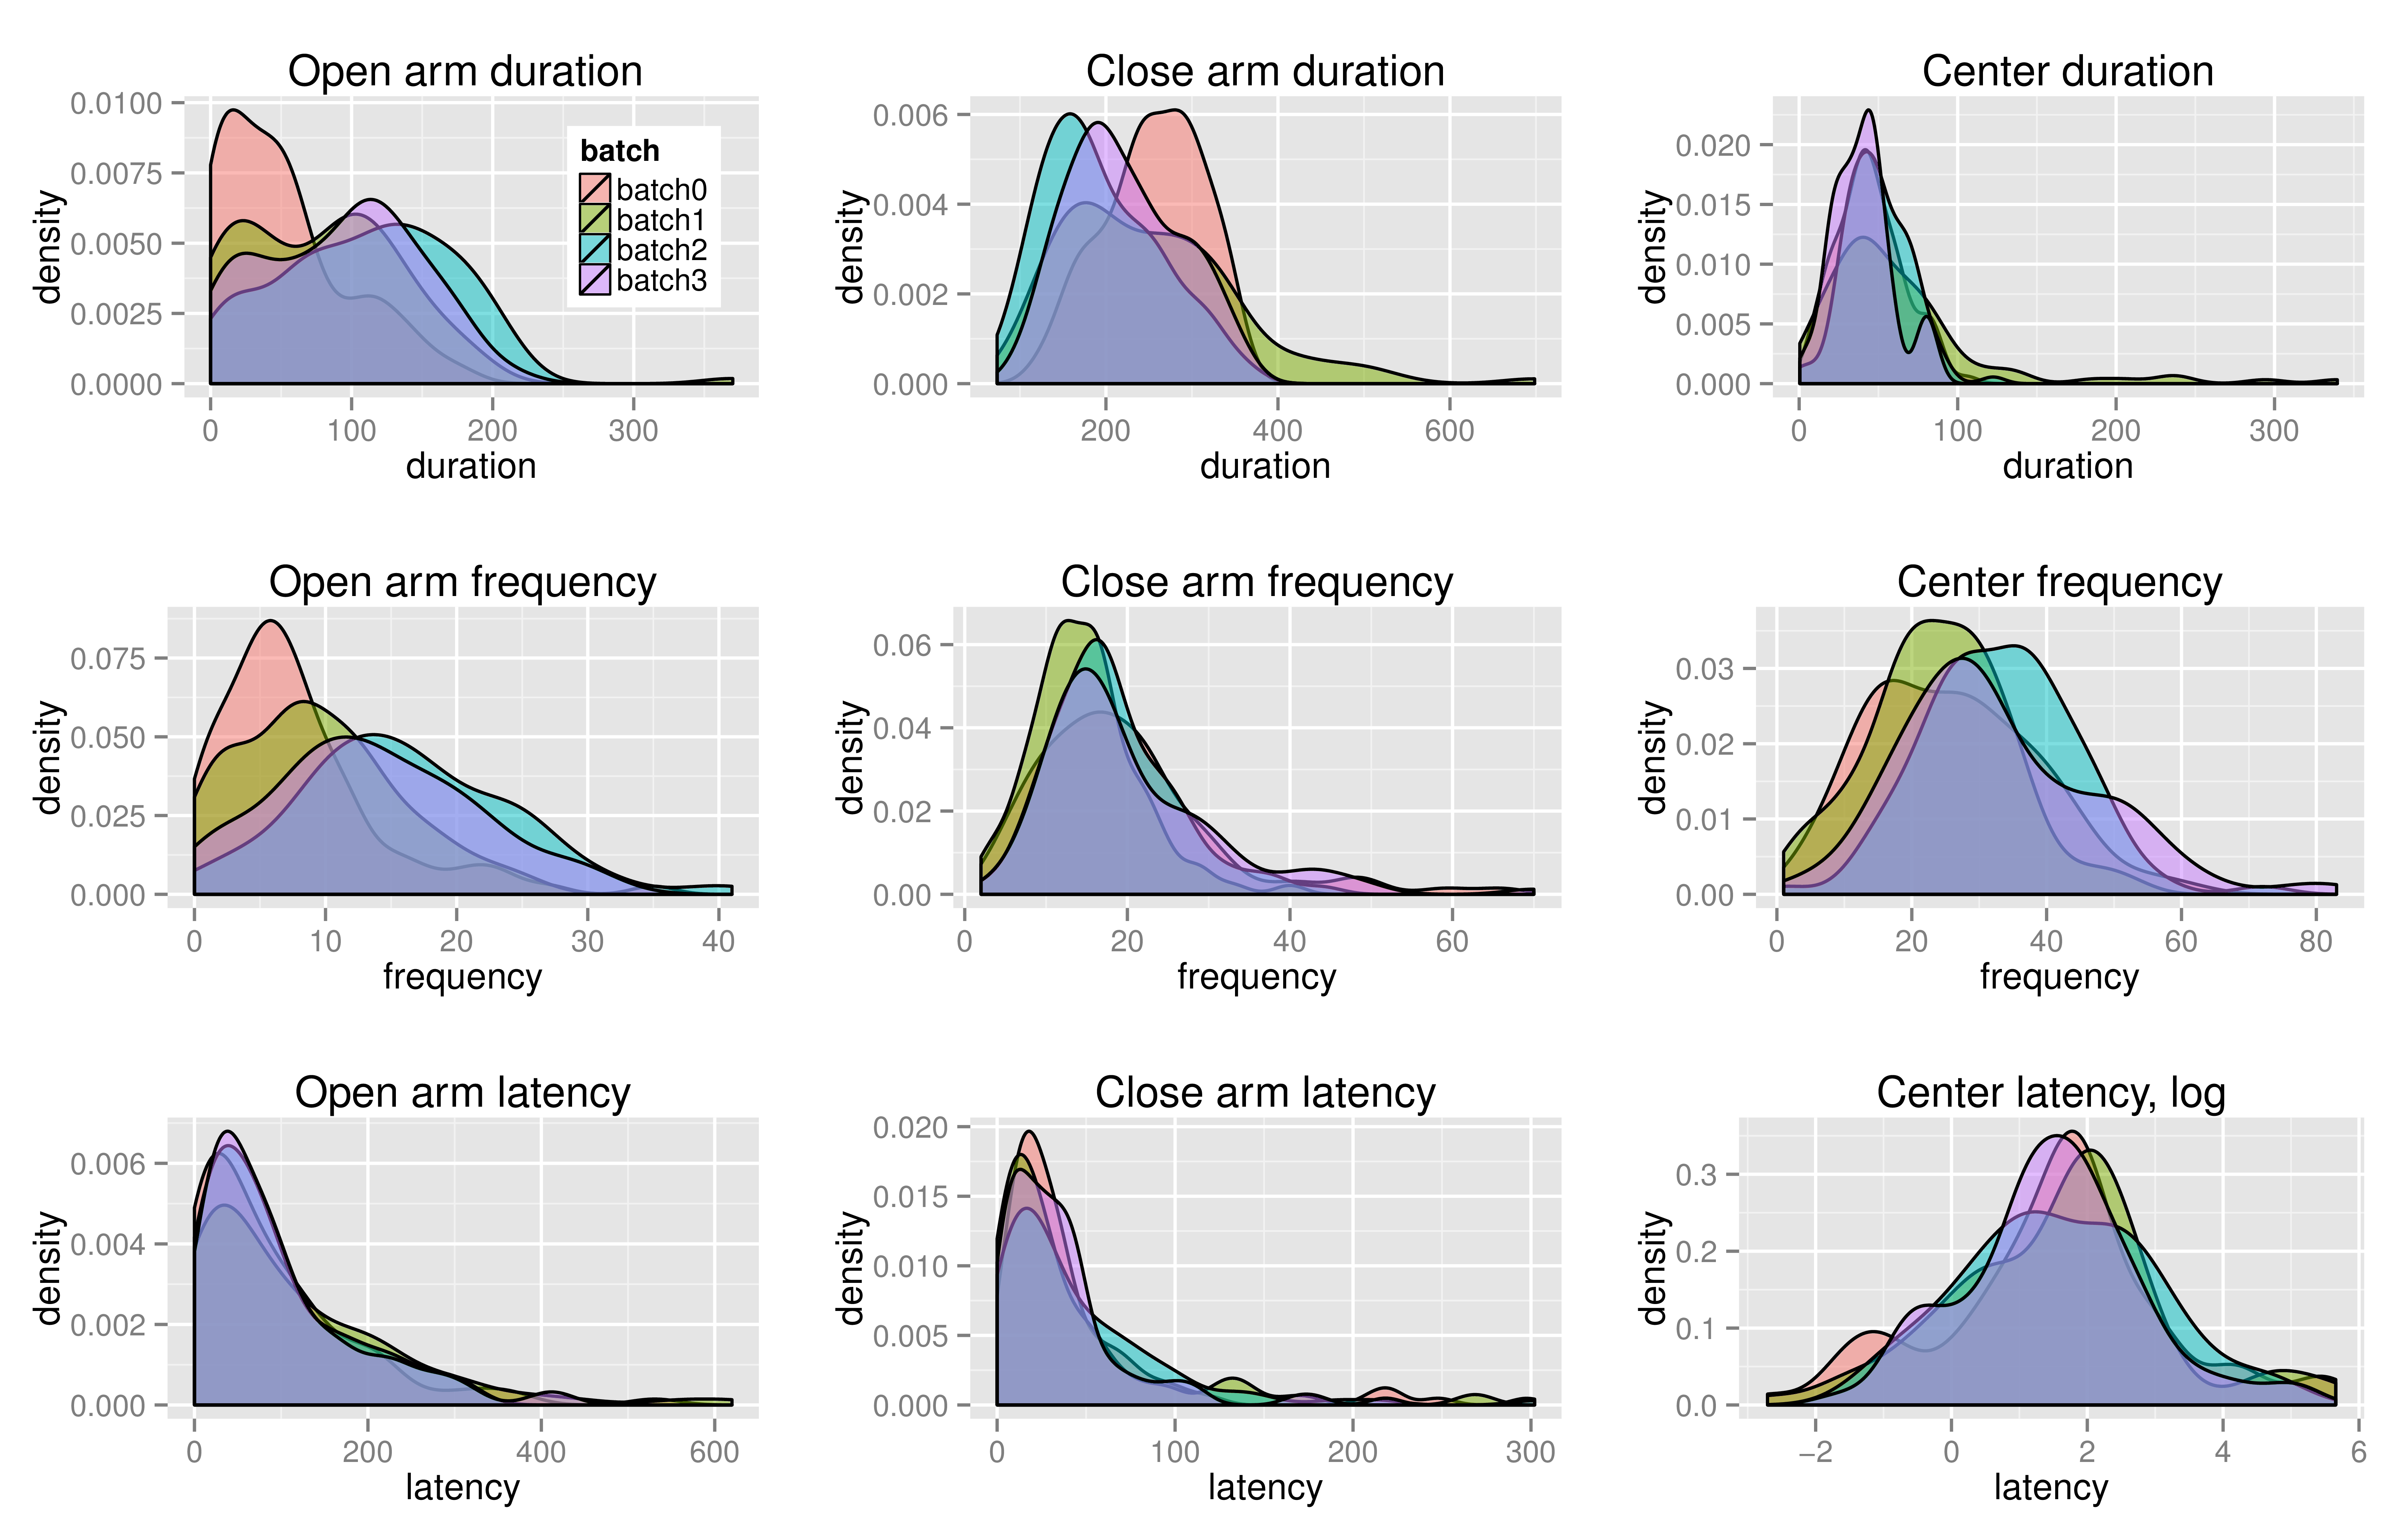 Open arm duration
0.0100
0.0075
0.0050
0.0025
0.0000
density
0 100 200 300
duration
batch
batch0
batch1
batch2
batch3
Close arm duration
0.006
0.004
0.002
0.000
density
200 400 600
duration
Center duration
0.020
0.015
0.010
0.005
0.000
density
0 100 200 300
duration
Open arm frequency
0.075
0.050
0.025
0.000
density
0 10 20 30 40
frequency
Close arm frequency
0.06
0.04
0.02
0.00
density
0 20 40 60
frequency
Center frequency
0.03
0.02
0.01
0.00
density
0 20 40 60 80
frequency
Open arm latency
0.006
0.004
0.002
0.000
density
0 200 400 600
latency
Close arm latency
0.020
0.015
0.010
0.005
0.000
density
0 100 200 300
latency
Center latency, log
0.3
0.2
0.1
0.0
density
−2 0 2 4 6
latency